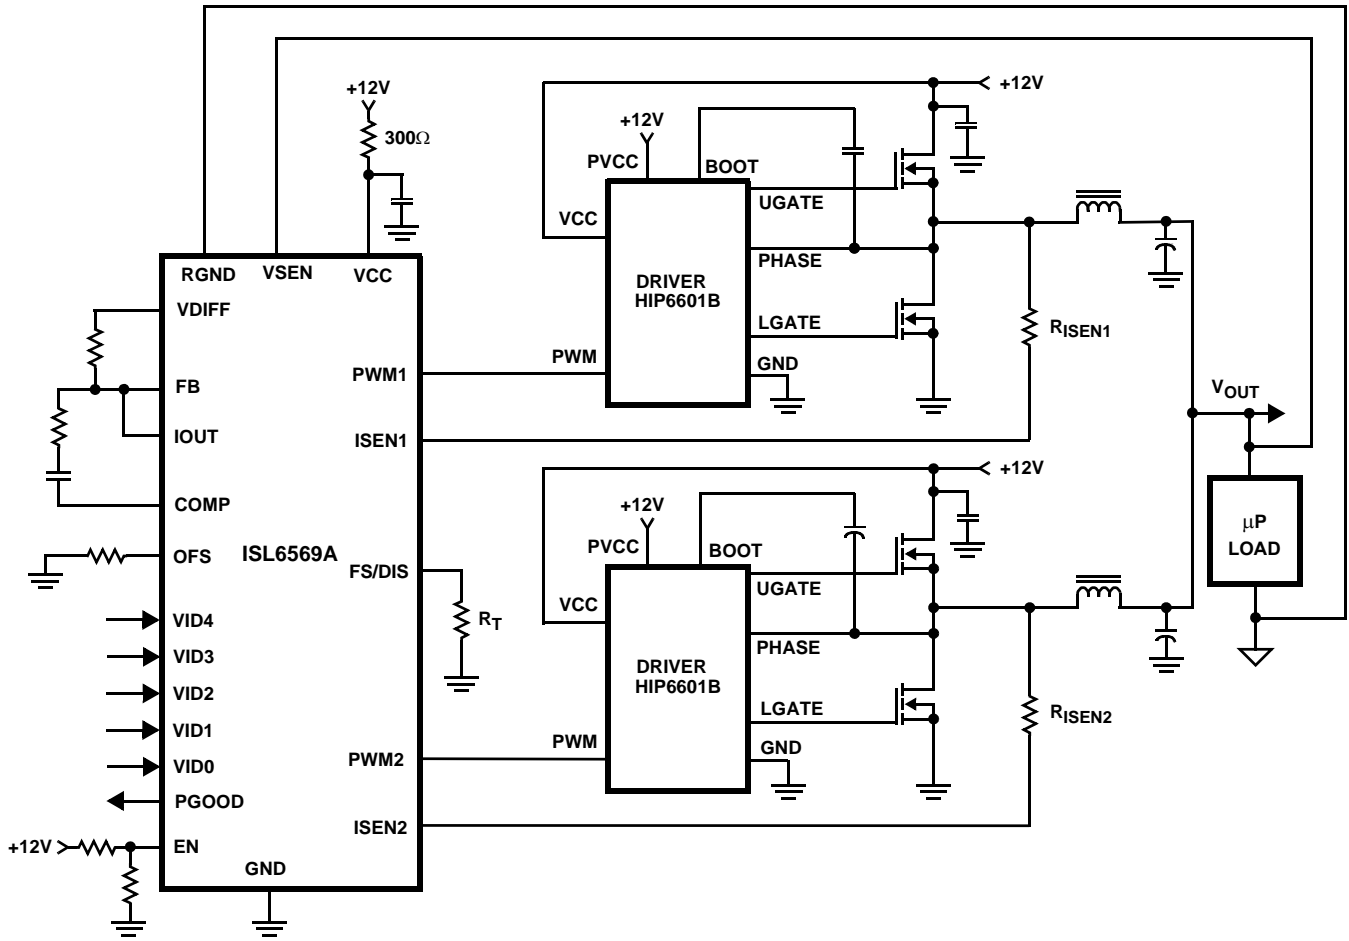 +12V
300Ω
RGND
VSEN
VCC
VDIFF
FB
IOUT
COMP
OFS
ISL6569A
VID4
VID3
VID2
VID1
VID0
PGOOD
+12V
EN
GND
PWM1
ISEN1
FS/DIS
RT
PWM2
ISEN2
+12V
+12V
PVCC
BOOT
VCC
UGATE
PHASE
DRIVER
HIP6601B
LGATE
PWM
GND
RISEN1
VOUT
μP
LOAD
+12V
+12V
PVCC
BOOT
VCC
UGATE
PHASE
DRIVER
HIP6601B
LGATE
PWM
GND
RISEN2